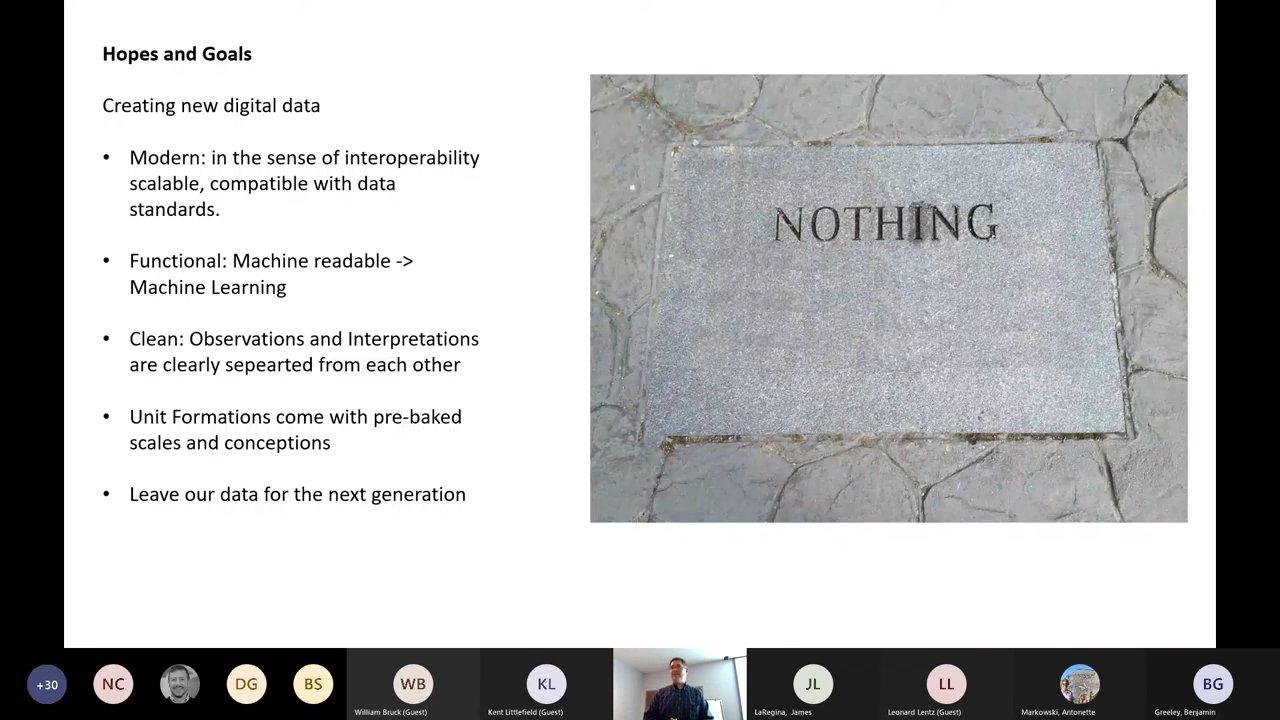 Hopes and Goals
Creating new digital data
• Modern: in the sense of interoperability
scalable, compatible with data
standards.
• Functional: Machine readable ->
Machine Learning
• Clean: Observations and Interpretations
are clearly sepearted from each other
• Unit Formations come with pre-baked
scales and conceptions
• Leave our data for the next generation
NOTHING
+30
NC
DG
BS
WB
William Bruck (Guest)
KL
Kent Littlefield (Guest)
JL
LaRegina, James
LL
Leonard Lentz (Guest)
Markowski, Antonette
BG
Greeley, Benjamin